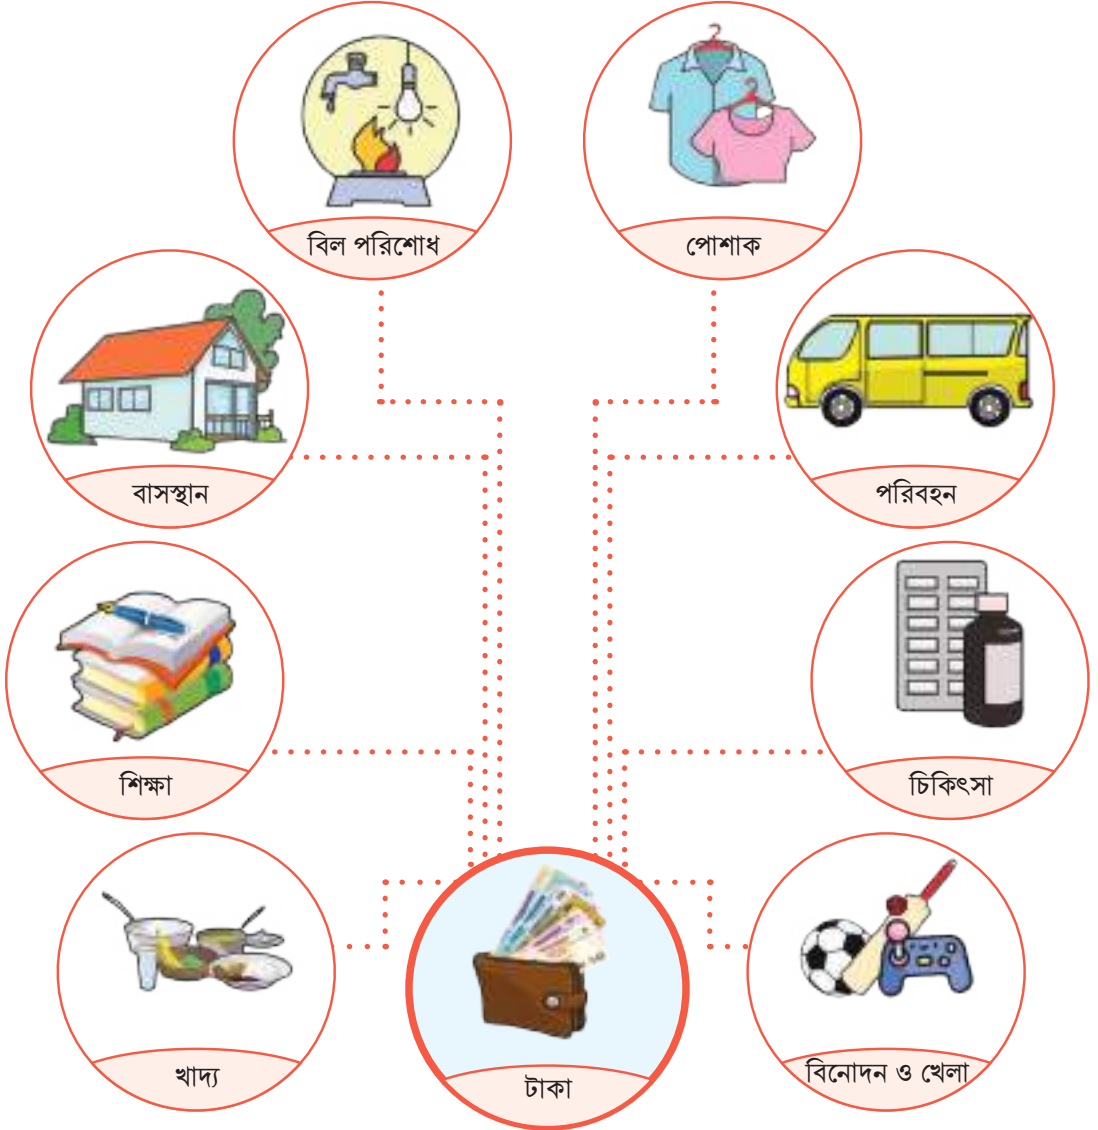 বিল পরিশোধ
পোশাক
বাসস্থান
পরিবহন
শিক্ষা
চিকিৎসা
খাদ্য
টাকা
বিনোদন ও খেলা